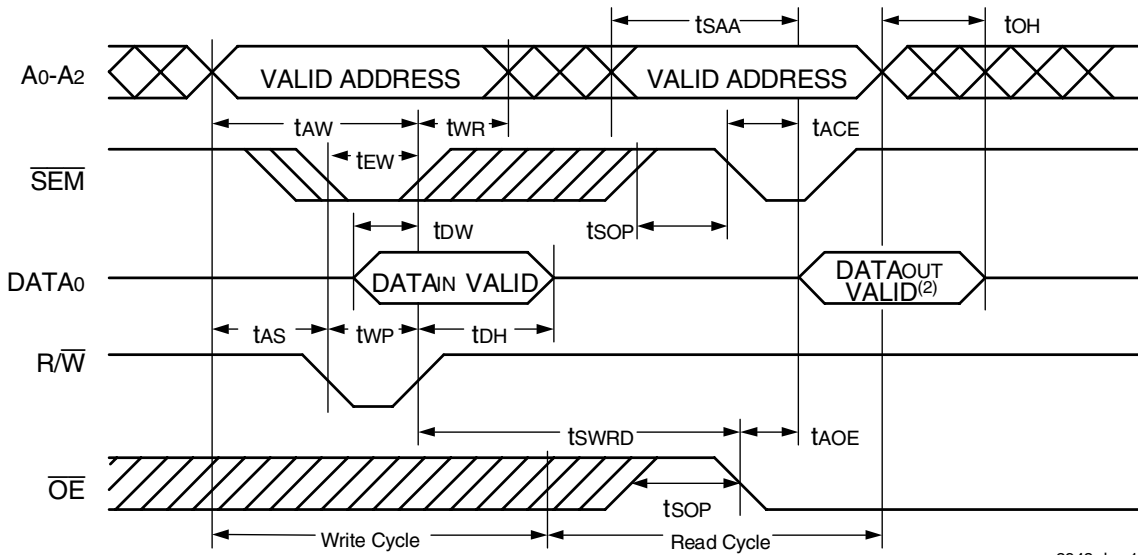 tSAA
tOH
A0-A2
VALID ADDRESS
VALID ADDRESS
tAW
tWR
tACE
tEW
SEM
tSOP
tDW
DATA0
DATAIN VALID
DATAOUT
VALID(2)
tAS
tWP
tDH
R/W
tSWRD
tAOE
OE
tSOP
Write Cycle
Read Cycle